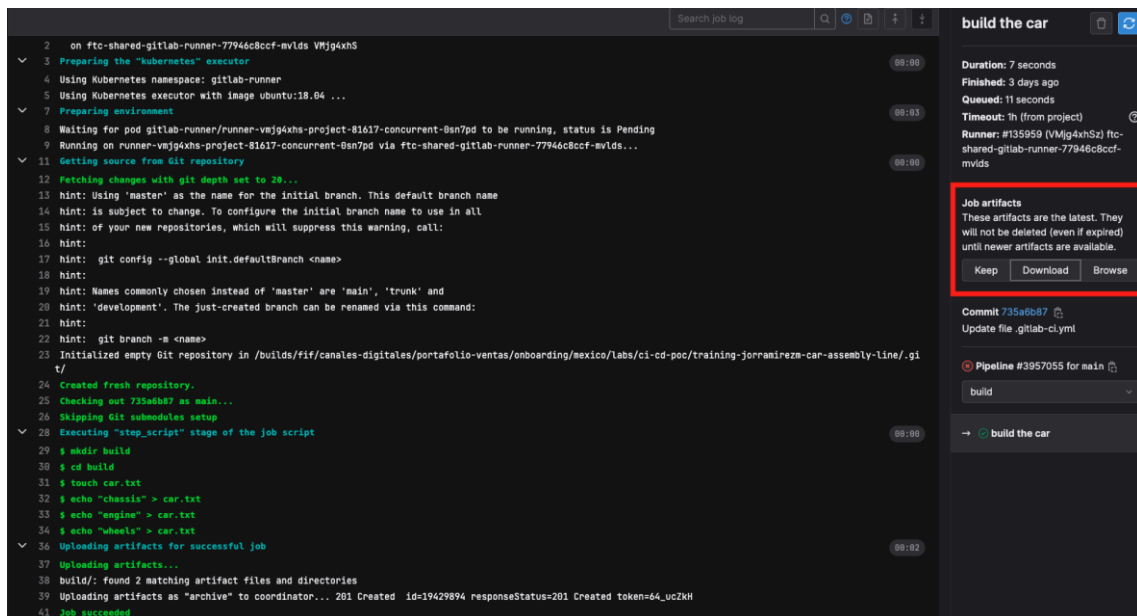 Search job log
2 on ftc-shared-gitlab-runner-77946c8ccf-mvlds VMjg4xhS
3 Preparing the "kubernetes" executor 00:00
4 Using Kubernetes namespace: gitlab-runner
5 Using Kubernetes executor with image ubuntu:18.04 ...
7 Preparing environment 00:03
8 Waiting for pod gitlab-runner/runner-vmjg4xhs-project-81617-concurrent-0sn7pd to be running, status is Pending
9 Running on runner-vmjg4xhs-project-81617-concurrent-0sn7pd via ftc-shared-gitlab-runner-77946c8ccf-mvlds...
11 Getting source from Git repository 00:00
12 Fetching changes with git depth set to 20...
13 hint: Using 'master' as the name for the initial branch. This default branch name
14 hint: is subject to change. To configure the initial branch name to use in all
15 hint: of your new repositories, which will suppress this warning, call:
16 hint:
17 hint: git config --global init.defaultBranch <name>
18 hint:
19 hint: Names commonly chosen instead of 'master' are 'main', 'trunk' and
20 hint: 'development'. The just-created branch can be renamed via this command:
21 hint:
22 hint: git branch -m <name>
23 Initialized empty Git repository in /builds/fif/canales-digitales/portafolio-ventas/onboarding/mexico/labs/ci-cd-poc/training-jorramirezm-car-assembly-line/.gi
t/
24 Created fresh repository.
25 Checking out 735a6b87 as main...
26 Skipping Git submodules setup
28 Executing "step_script" stage of the job script 00:00
29 $ mkdir build
30 $ cd build
31 $ touch car.txt
32 $ echo "chassis" > car.txt
33 $ echo "engine" > car.txt
34 $ echo "wheels" > car.txt
36 Uploading artifacts for successful job 00:02
37 Uploading artifacts...
38 build/: found 2 matching artifact files and directories
39 Uploading artifacts as "archive" to coordinator... 201 Created id=19429894 responseStatus=201 Created token=64_ucZkH
41 Job succeeded
build the car
Duration: 7 seconds
Finished: 3 days ago
Queued: 11 seconds
Timeout: 1h (from project)
Runner: #135959 (VMjg4xhSz) ftc-
shared-gitlab-runner-77946c8ccf-
mvlds
Job artifacts
These artifacts are the latest. They
will not be deleted (even if expired)
until newer artifacts are available.
Keep Download Browse
Commit 735a6b87
Update file .gitlab-ci.yml
Pipeline #3957055 for main
build
→ build the car